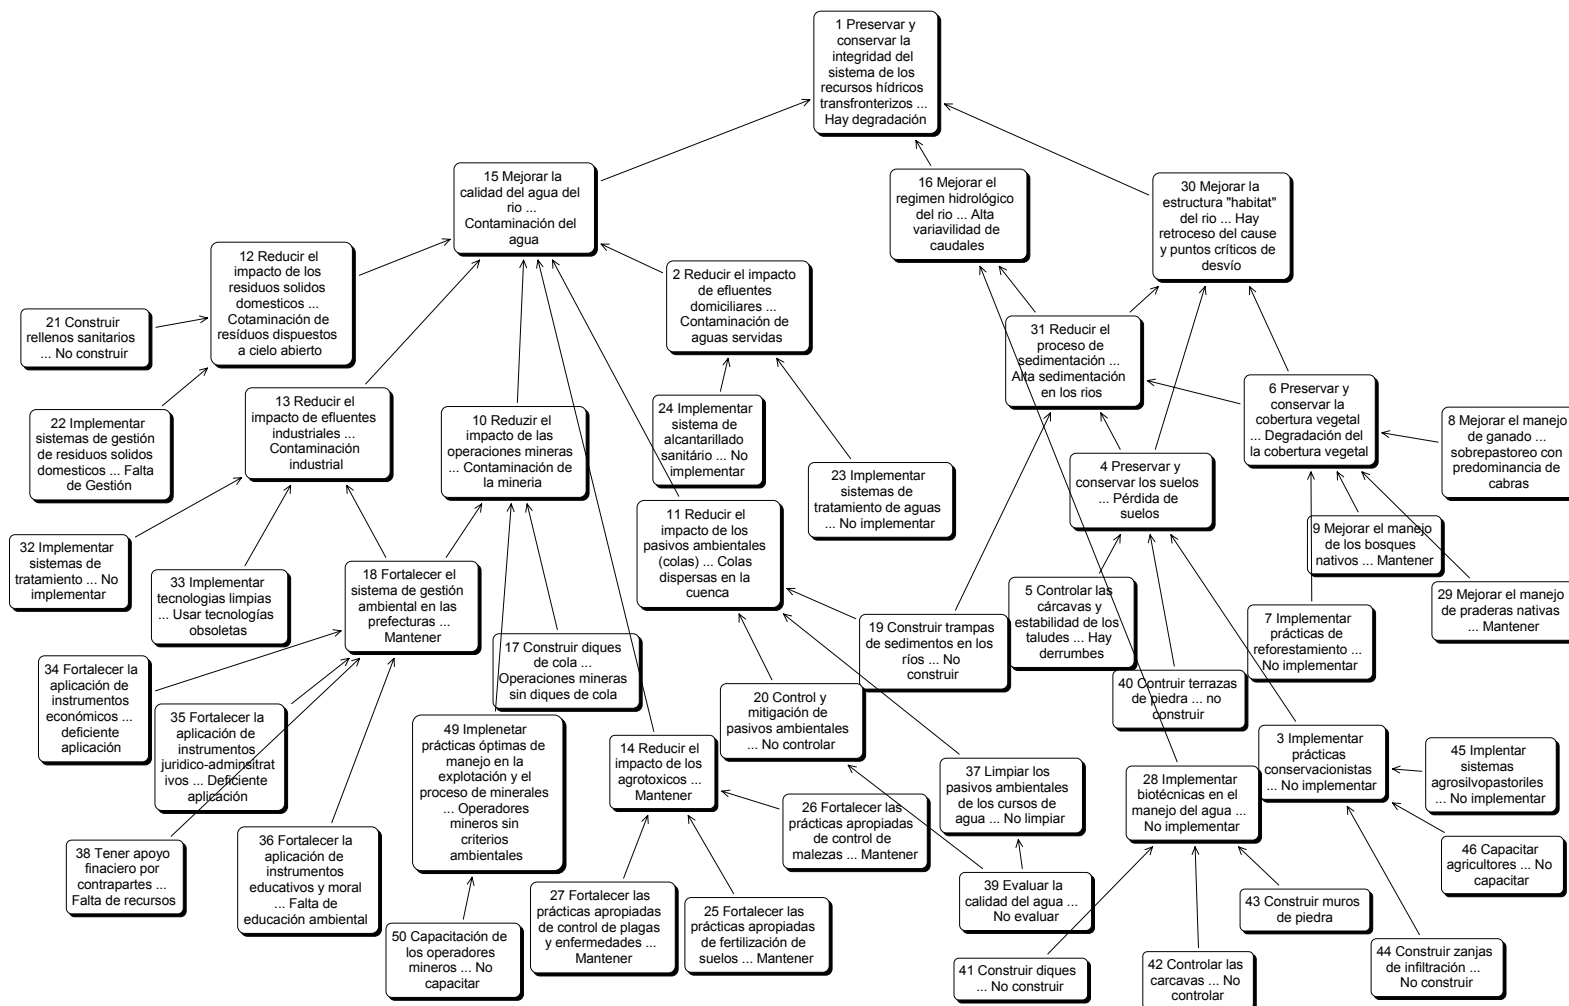 1 Preservar y
conservar la
integridad del
sistema de los
recursos hídricos
transfronterizos ...
Hay degradación
15 Mejorar la
calidad del agua del
rio ...
Contaminación del
agua
16 Mejorar el
regimen hidrológico
del rio ... Alta
variavilidad de
caudales
30 Mejorar la
estructura "habitat"
del rio ... Hay
retroceso del cause
y puntos críticos de
desvío
12 Reducir el
impacto de los
residuos solidos
domesticos ...
Cotaminación de
resíduos dispuestos
a cielo abierto
2 Reducir el impacto
de efluentes
domiciliares ...
Contaminación de
aguas servidas
21 Construir
rellenos sanitarios
... No construir
31 Reducir el
proceso de
sedimentación ...
Alta sedimentación
en los rios
22 Implementar
sistemas de gestión
de residuos solidos
domesticos ... Falta
de Gestión
13 Reducir el
impacto de efluentes
industriales ...
Contaminación
industrial
10 Reduzir el
impacto de las
operaciones mineras
... Contaminación de
la mineria
24 Implementar
sistema de
alcantarillado
sanitário ... No
implementar
23 Implementar
sistemas de
tratamiento de aguas
... No implementar
6 Preservar y
conservar la
cobertura vegetal
... Degradación del
la cobertura vegetal
8 Mejorar el manejo
de ganado ...
sobrepastoreo con
predominancia de
cabras
4 Preservar y
conservar los suelos
... Pérdida de
suelos
11 Reducir el
impacto de los
pasivos ambientales
(colas) ... Colas
dispersas en la
cuenca
9 Mejorar el manejo
de los bosques
nativos ... Mantener
32 Implementar
sistemas de
tratamiento ... No
implementar
33 Implementar
tecnologias limpias
... Usar tecnologías
obsoletas
18 Fortalecer el
sistema de gestión
ambiental en las
prefecturas ...
Mantener
17 Construir diques
de cola ...
Operaciones mineras
sin diques de cola
19 Construir trampas
de sedimentos en los
ríos ... No
construir
5 Controlar las
cárcavas y
estabilidad de los
taludes ... Hay
derrumbes
29 Mejorar el manejo
de praderas nativas
... Mantener
7 Implementar
prácticas de
reforestamiento ...
No implementar
34 Fortalecer la
aplicación de
instrumentos
económicos ...
deficiente
aplicación
35 Fortalecer la
aplicación de
instrumentos
juridico-adminsitrat
ivos ... Deficiente
aplicación
49 Implenetar
prácticas óptimas de
manejo en la
explotación y el
proceso de minerales
... Operadores
mineros sin
criterios
ambientales
20 Control y
mitigación de
pasivos ambientales
... No controlar
40 Contruir terrazas
de piedra ... no
construir
14 Reducir el
impacto de los
agrotoxicos ...
Mantener
37 Limpiar los
pasivos ambientales
de los cursos de
agua ... No limpiar
28 Implementar
biotécnicas en el
manejo del agua ...
No implementar
3 Implementar
prácticas
conservacionistas
... No implementar
45 Implentar
sistemas
agrosilvopastoriles
... No implementar
38 Tener apoyo
finaciero por
contrapartes ...
Falta de recursos
36 Fortalecer la
aplicación de
instrumentos
educativos y moral
... Falta de
educación ambiental
26 Fortalecer las
prácticas apropiadas
de control de
malezas ... Mantener
46 Capacitar
agricultores ... No
capacitar
27 Fortalecer las
prácticas apropiadas
de control de plagas
y enfermedades ...
Mantener
25 Fortalecer las
prácticas apropiadas
de fertilización de
suelos ... Mantener
39 Evaluar la
calidad del agua ...
No evaluar
43 Construir muros
de piedra
50 Capacitación de
los operadores
mineros ... No
capacitar
41 Construir diques
... No construir
42 Controlar las
carcavas ... No
controlar
44 Construir zanjas
de infiltración ...
No construir